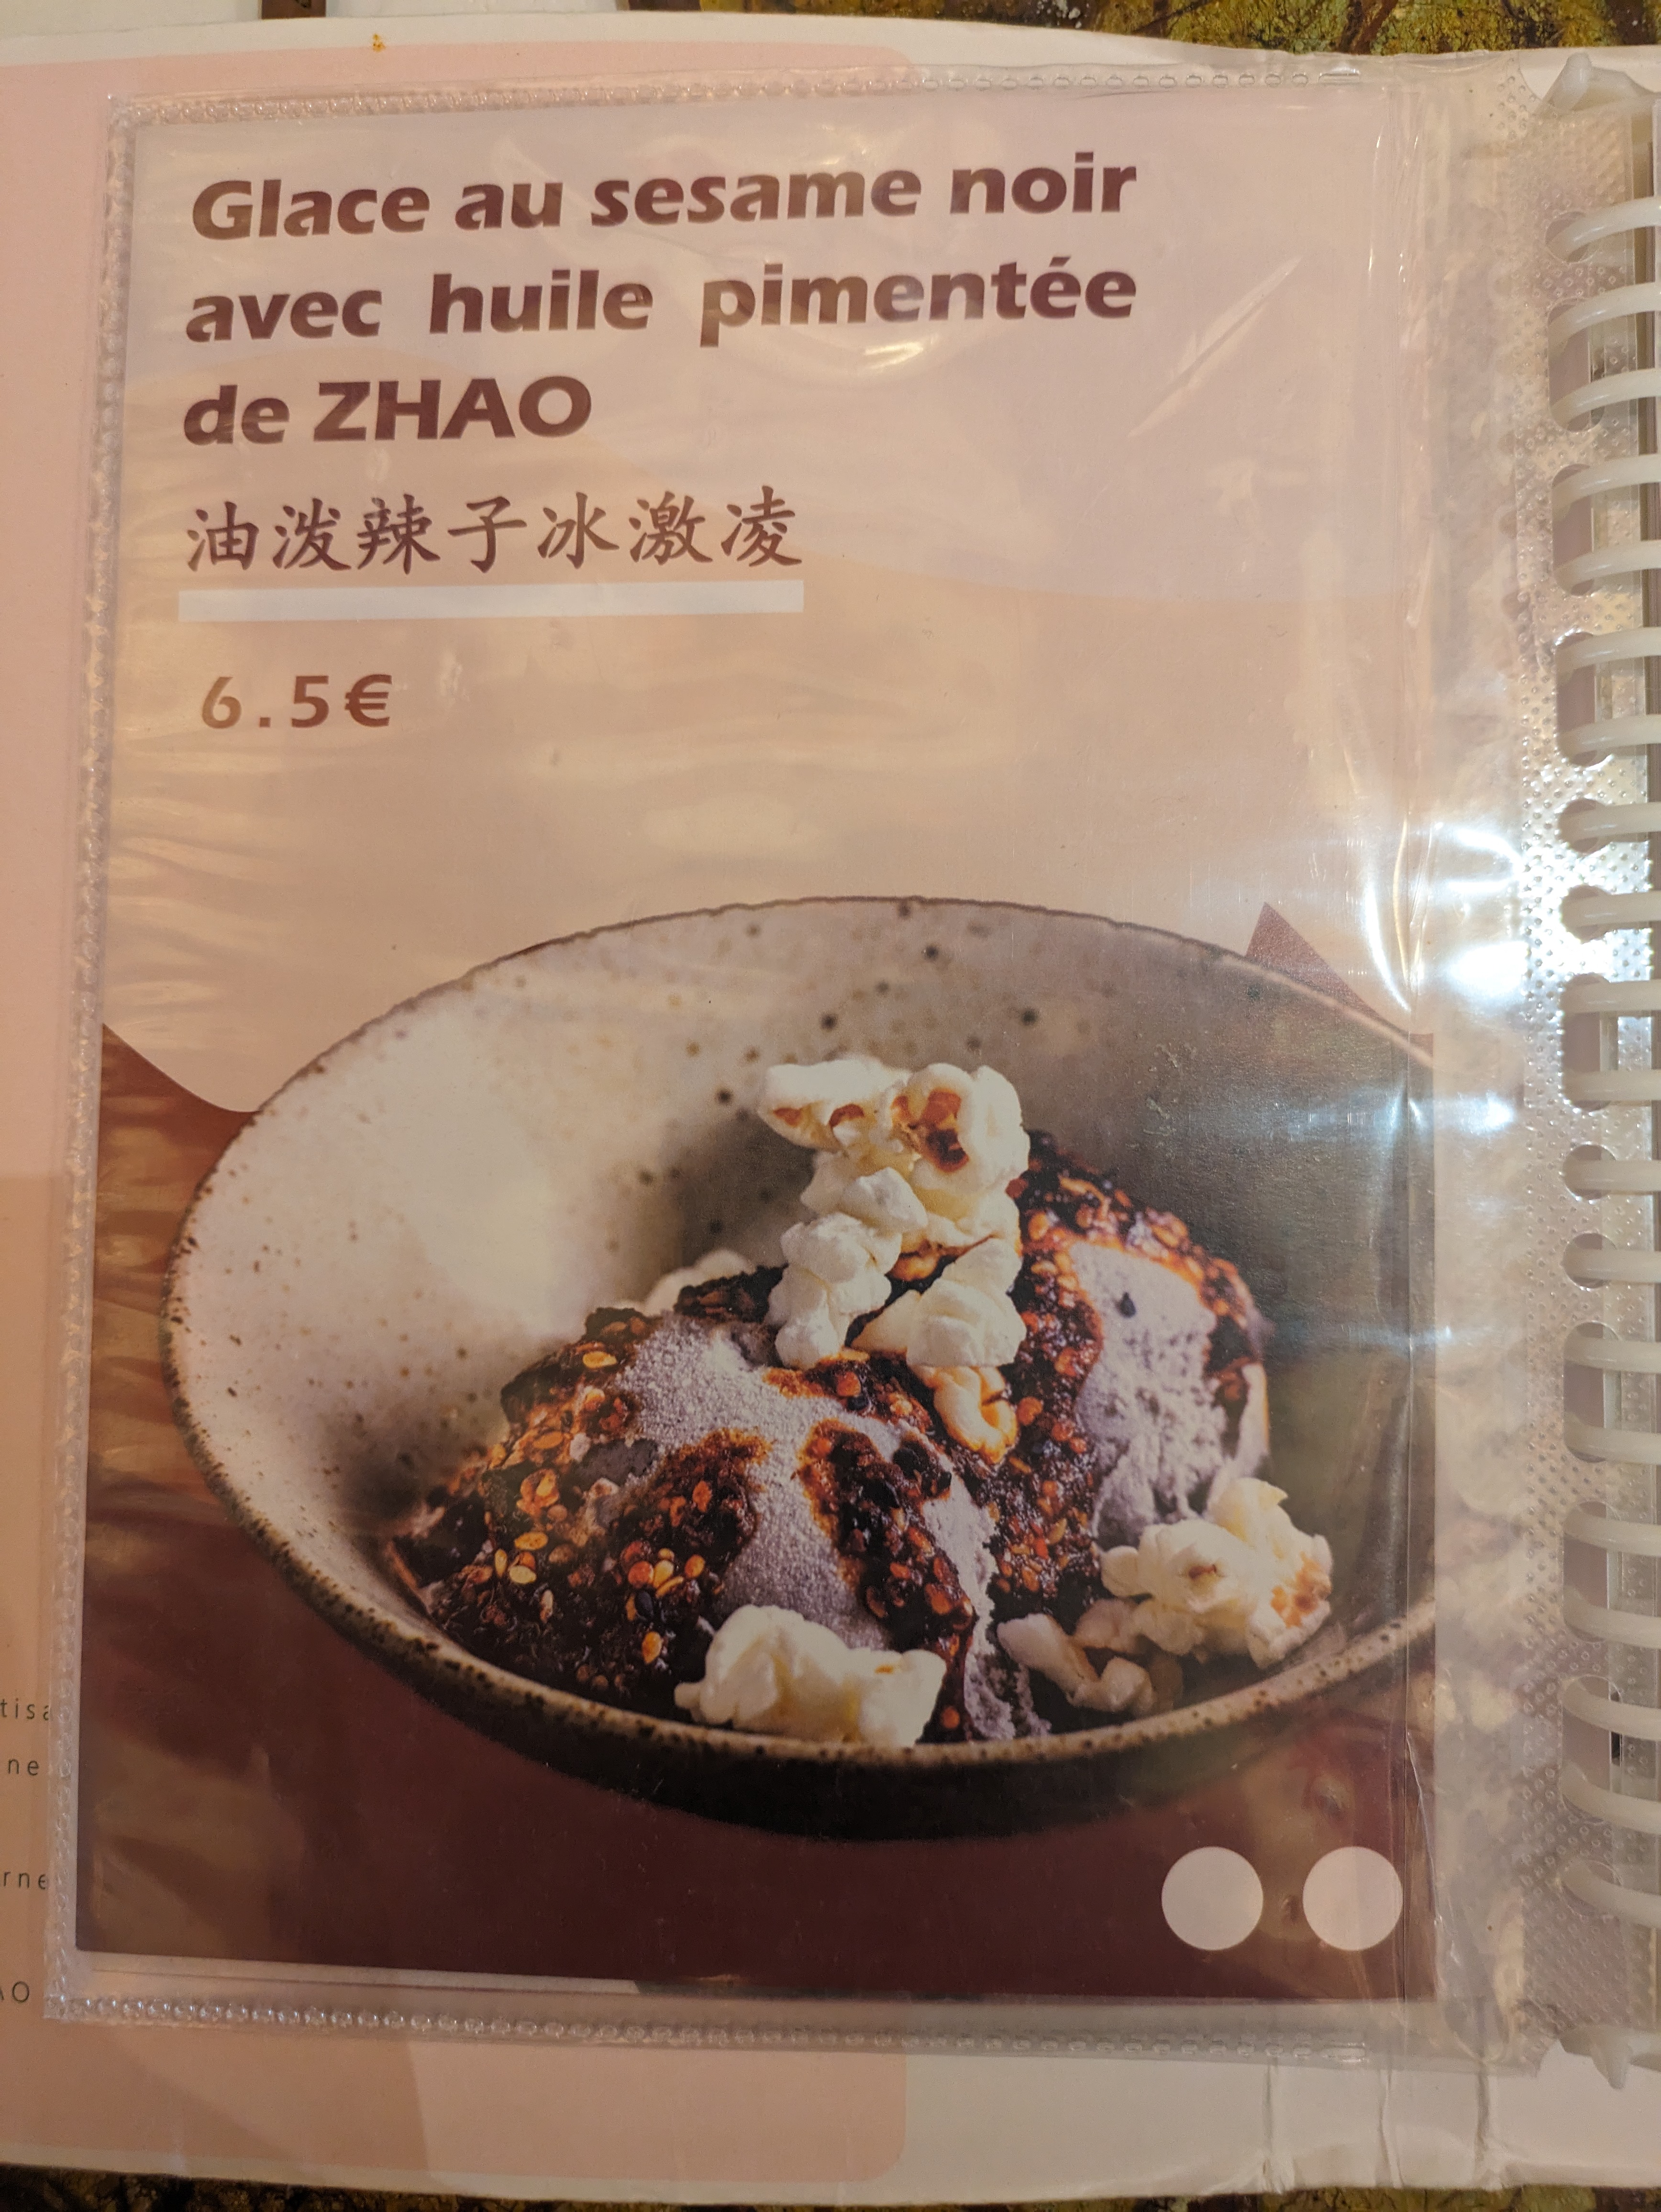 Glace au sesame noir
avec huile pimentée
de ZHAO
油泼辣子冰激凌
6.5€